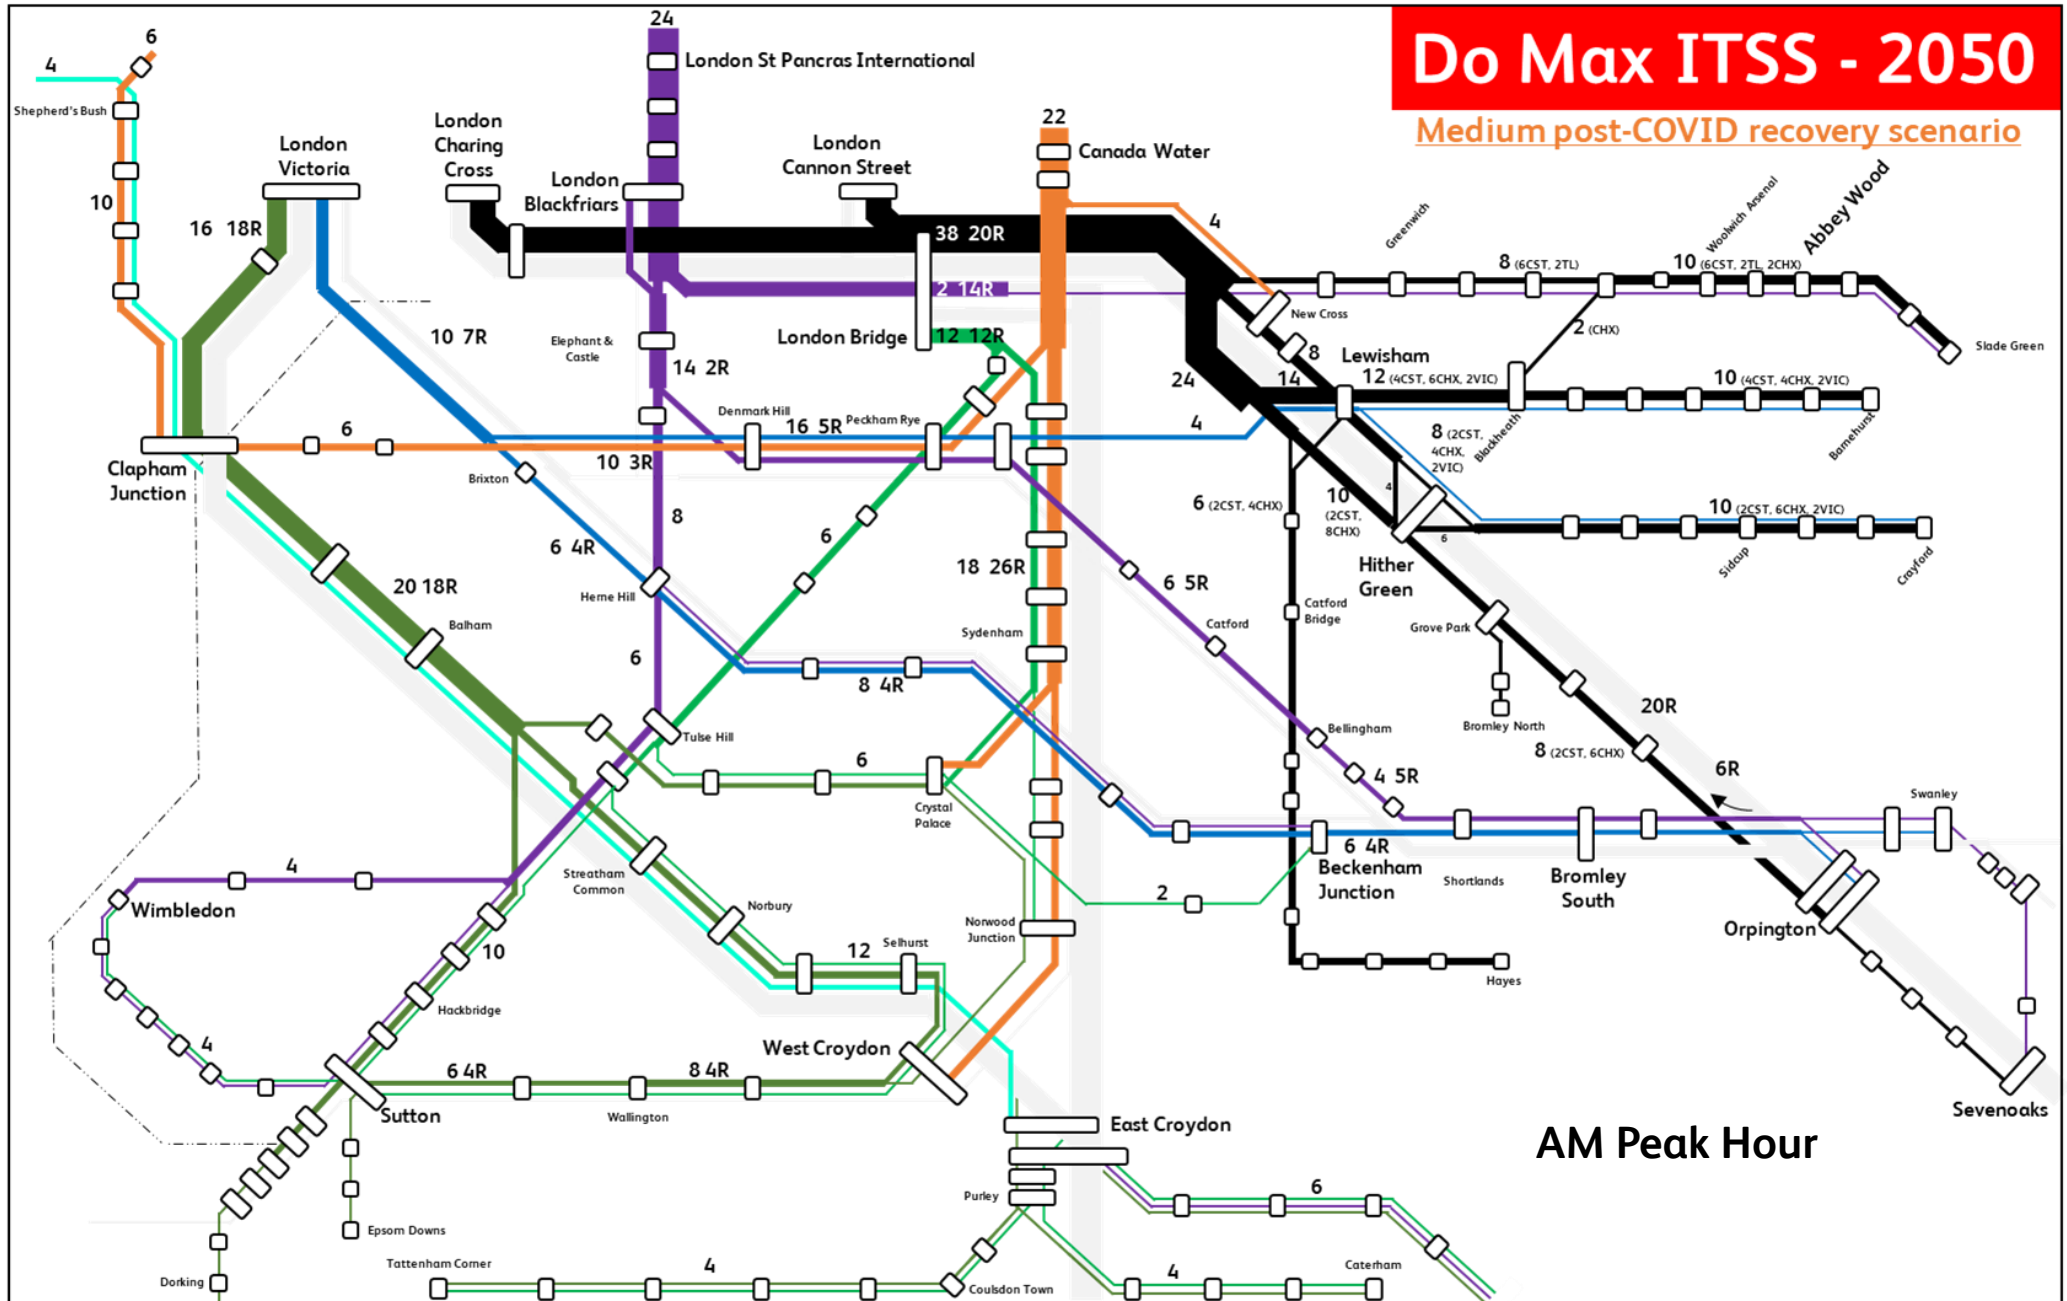 Do Max ITSS - 2050
Medium post-COVID recovery scenario
6
4
Shepherd's Bush
10
London
Victoria
16 18R
London
Charing
Cross
24
London St Pancras International
London
Blackfriars
London
Cannon Street
22
Canada Water
38 20R
2 14R
London Bridge
12 12R
4
Greenwich
8 (6CST, 2TL)
Woolwich Arsenal
Abbey Wood
10 (6CST, 2TL, 2CHX)
New Cross
2 (CHX)
Slade Green
10 7R
Elephant &
Castle
14 2R
8
Lewisham
12 (4CST, 6CHX, 2VIC)
10 (4CST, 4CHX, 2VIC)
24
14
Blackheath
Barnehurst
Clapham
Junction
6
Brixton
Denmark Hill
16 5R
Peckham Rye
4
10 3R
8
8 (2CST,
4CHX,
2VIC)
4
6 (2CST, 4CHX)
10
(2CST,
8CHX)
6
10 (2CST, 6CHX, 2VIC)
Sidcup
Crayford
Hither
Green
6 4R
Herne Hill
6
18 26R
Sydenham
6 5R
Catford
Catford
Bridge
Grove Park
Bromley North
20 18R
Balham
6
8 4R
Tulse Hill
6
Crystal
Palace
Bellingham
4 5R
20R
8 (2CST, 6CHX)
6R
Swanley
6 4R
Beckenham
Junction
Shortlands
Bromley
South
Orpington
Streatham
Common
Norbury
12
Selhurst
Norwood
Junction
2
Hayes
4
Wimbledon
10
Hackbridge
4
6 4R
8 4R
West Croydon
Wallington
Sutton
East Croydon
Purley
6
Sevenoaks
AM Peak Hour
Epsom Downs
Dorking
Tattenham Corner
4
Coulsdon Town
4
Caterham